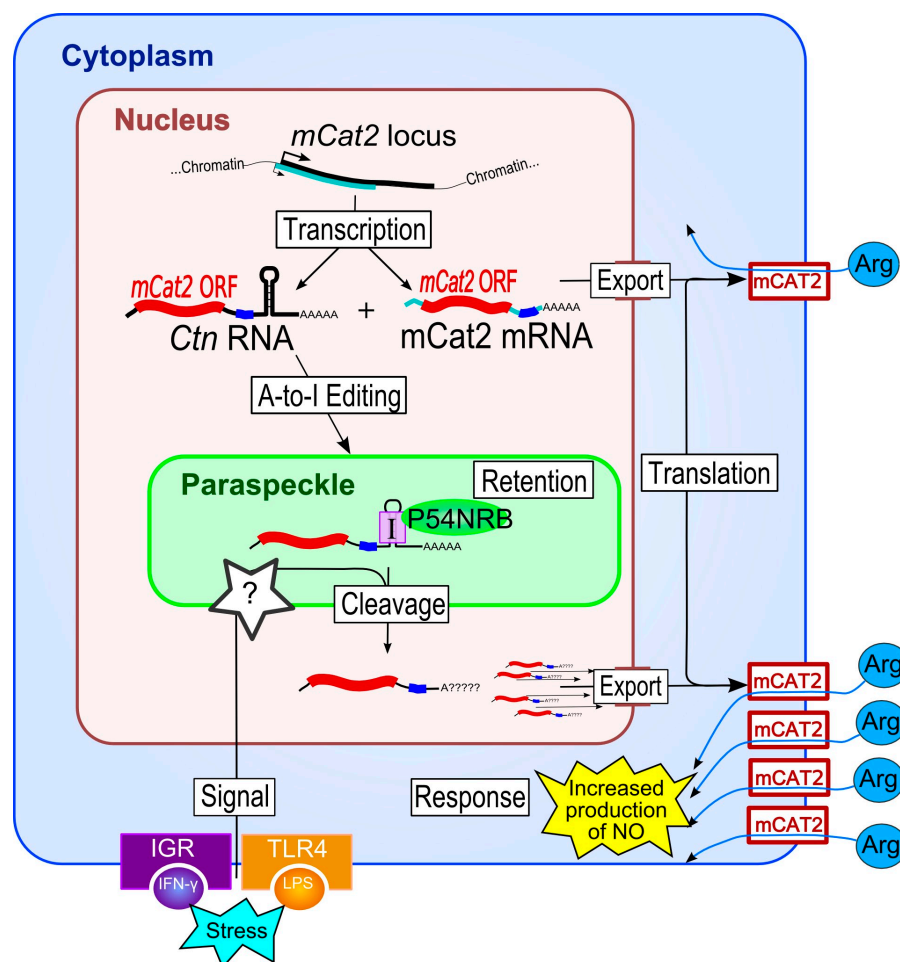 Cytoplasm
Nucleus
mCat2 locus
...Chromatin
Chromatin...
Transcription
mCat2 ORF
mCat2 ORF
AAAAA
+
AAAAA
Ctn RNA
mCat2 mRNA
Export
mCAT2
Arg
A-to-I Editing
Translation
Paraspeckle
Retention
I
P54NRB
AAAAA
?
Cleavage
A?????
A????
A????
A????
A????
Export
mCAT2
Arg
mCAT2
Arg
mCAT2
Arg
mCAT2
Arg
Signal
Response
Increased
production
of NO
IGR
TLR4
IFN-γ
LPS
Stress